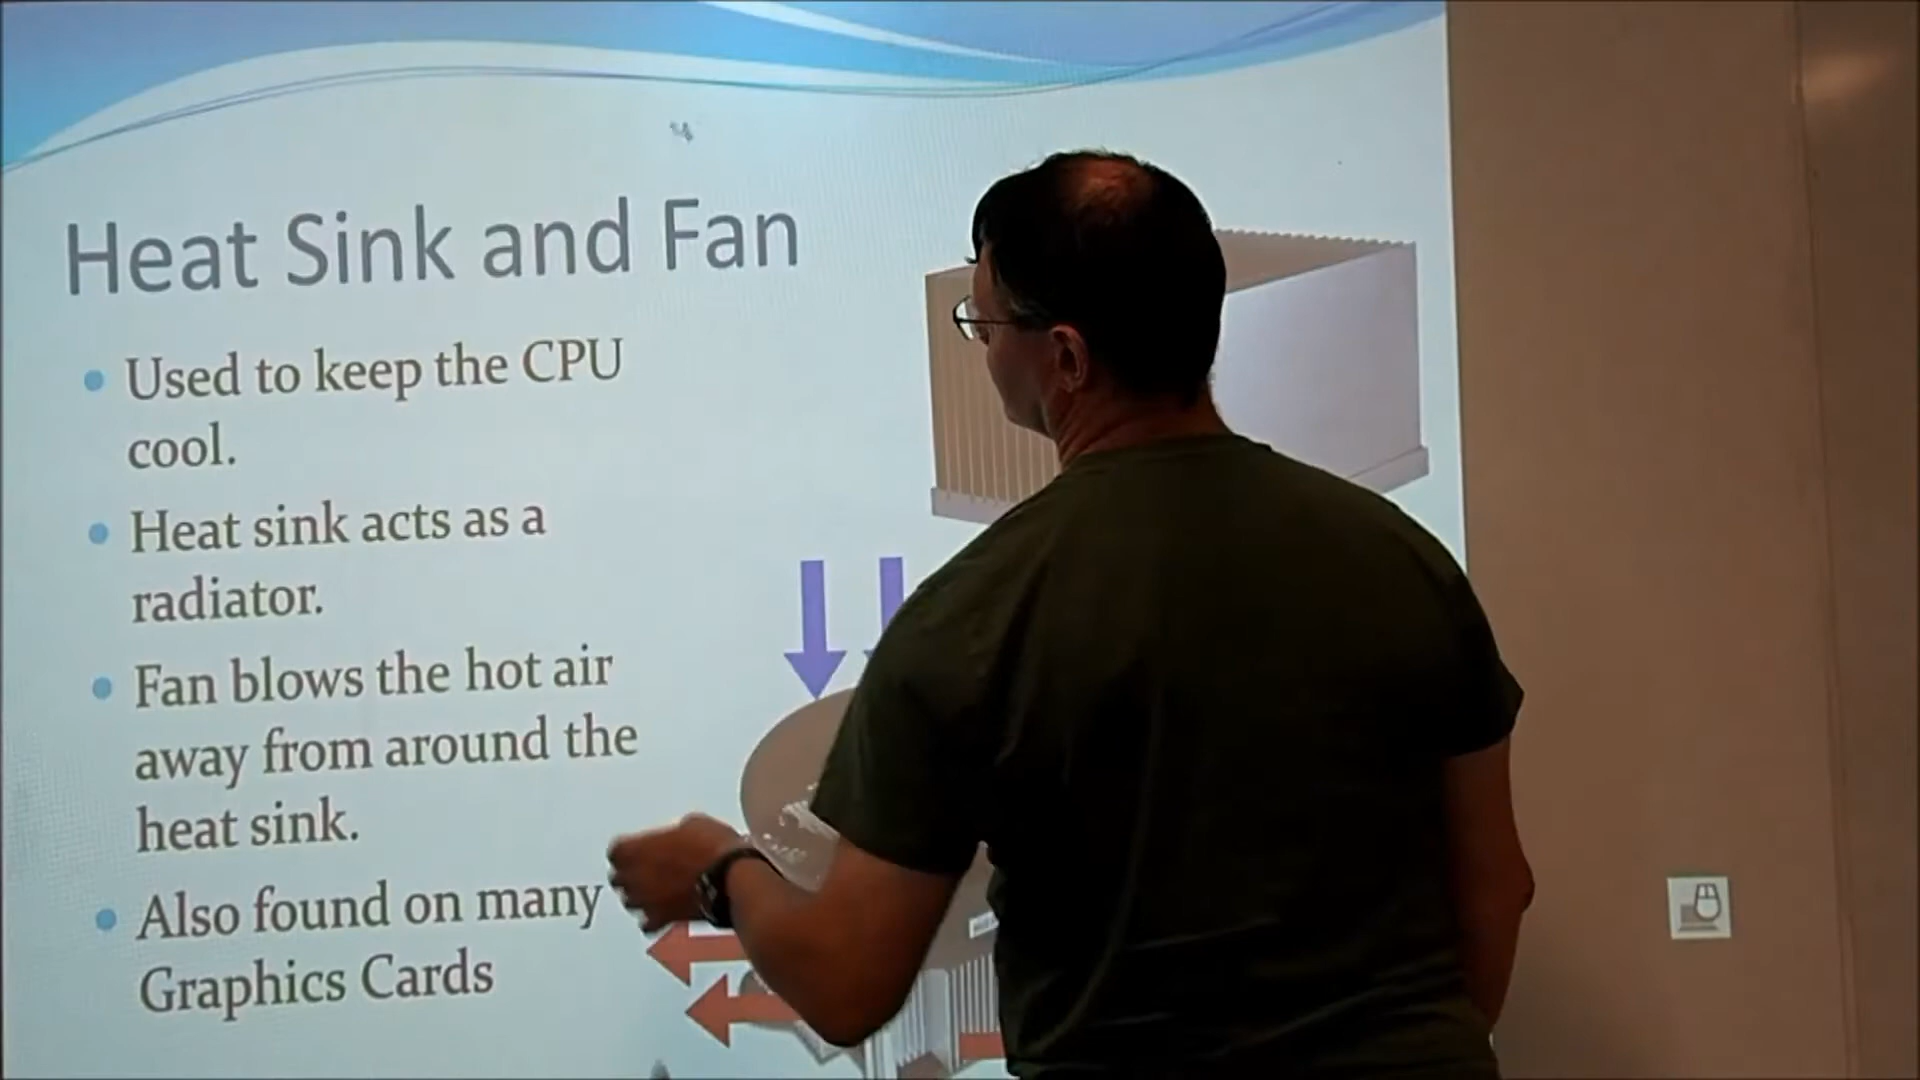 Heat Sink and Fan
Used to keep the CPU
cool.
Heat sink acts as a
radiator.
Fan blows the hot air
away from around the
heat sink.
Also found on many
Graphics Cards